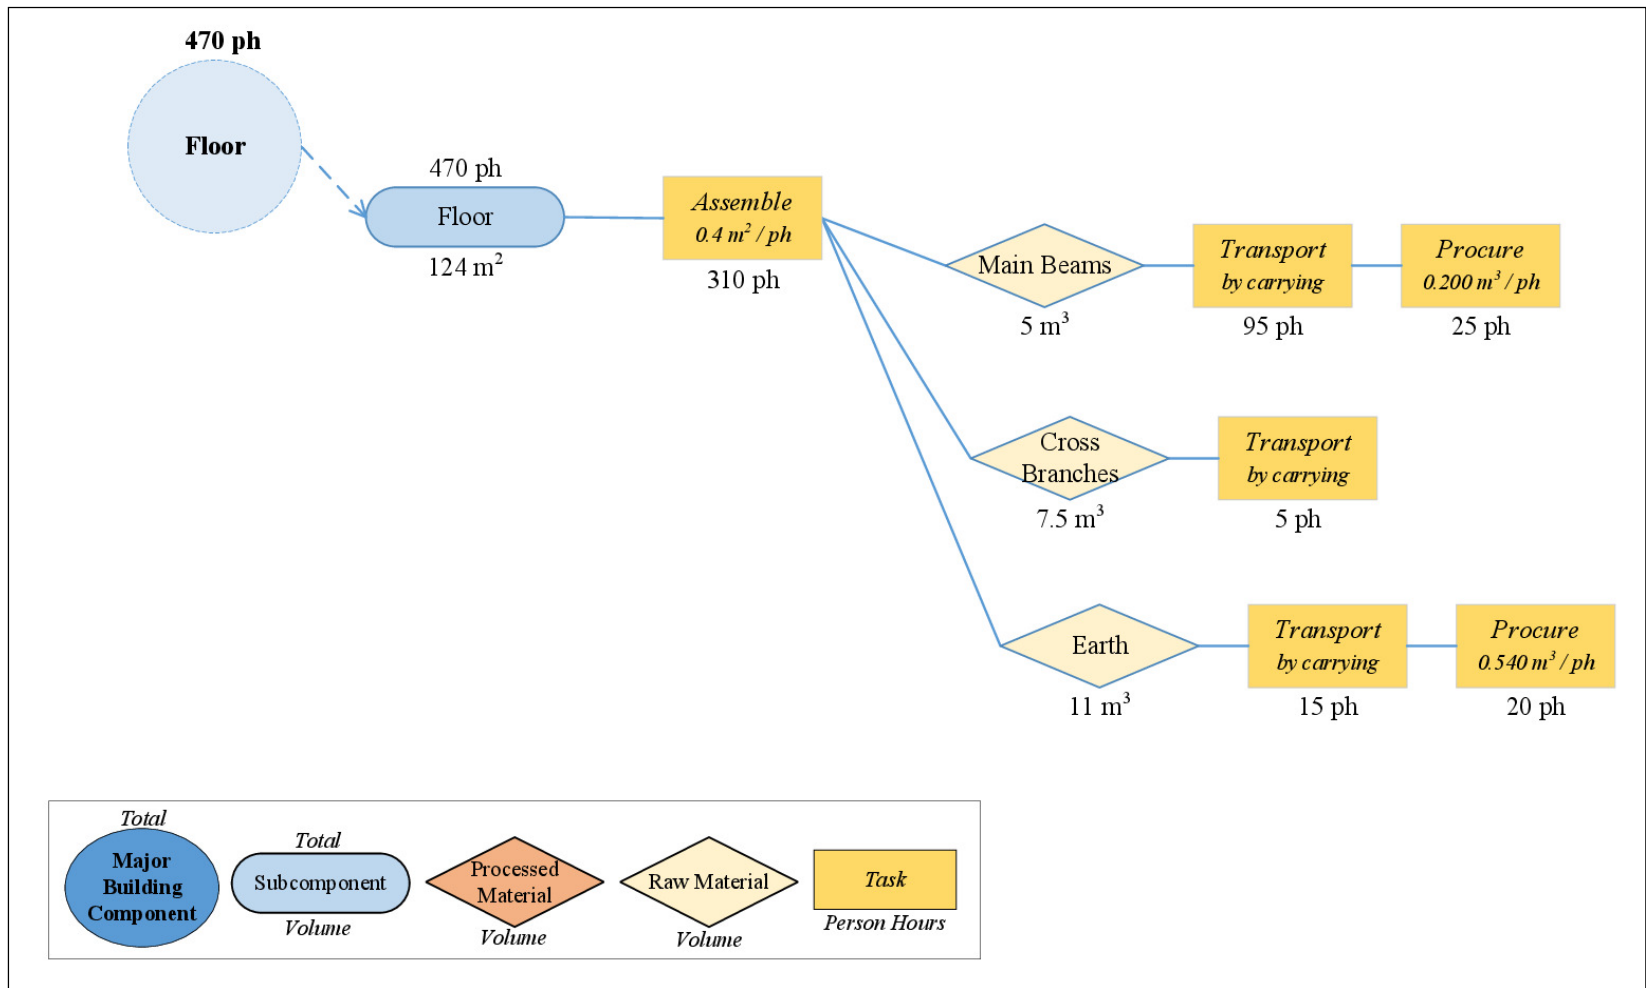 470 ph
Floor
470 ph
Floor
124 m²
Assemble
0.4 m² / ph
310 ph
Main Beams
5 m³
Transport
by carrying
95 ph
Procure
0.200 m³ / ph
25 ph
Cross
Branches
7.5 m³
Transport
by carrying
5 ph
Earth
11 m³
Transport
by carrying
15 ph
Procure
0.540 m³ / ph
20 ph
Total
Major
Building
Component
Total
Subcomponent
Volume
Processed
Material
Volume
Raw Material
Volume
Task
Person Hours